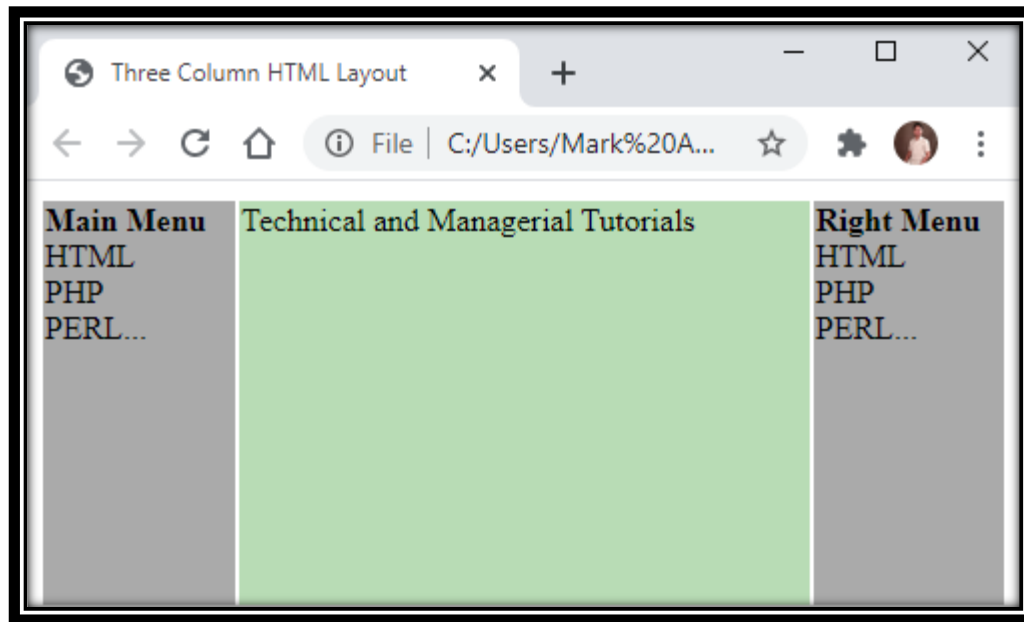 Three Column HTML Layout
File
C:/Users/Mark%20A...
Main Menu
HTML
PHP
PERL...
Technical and Managerial Tutorials
Right Menu
HTML
PHP
PERL...